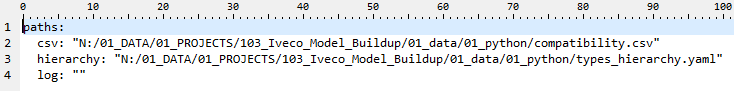 0 10 20 30 40 50 60 70 80 90 100
1 paths:
2   csv: "N:/01_DATA/01_PROJECTS/103_Iveco_Model_Buildup/01_data/01_python/compatibility.csv"
3   hierarchy: "N:/01_DATA/01_PROJECTS/103_Iveco_Model_Buildup/01_data/01_python/types_hierarchy.yaml"
4   log: ""